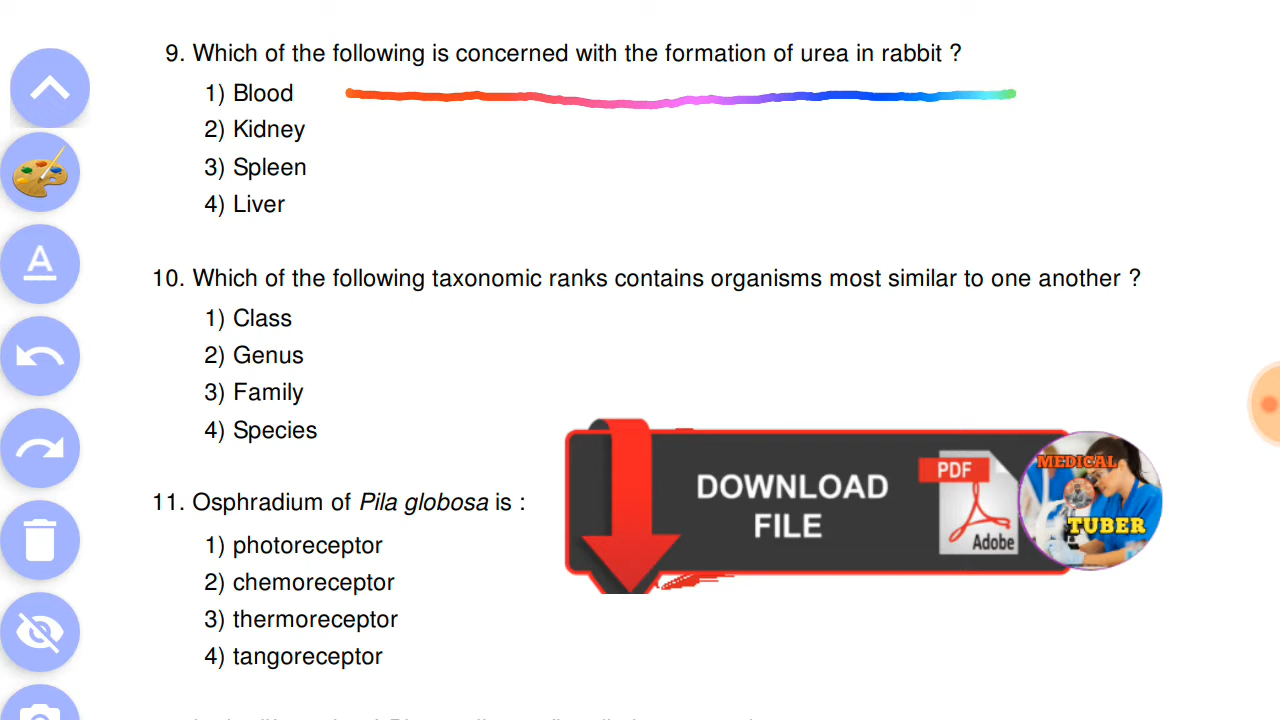 9. Which of the following is concerned with the formation of urea in rabbit ?
1) Blood
2) Kidney
3) Spleen
4) Liver
10. Which of the following taxonomic ranks contains organisms most similar to one another ?
1) Class
2) Genus
3) Family
4) Species
11. Osphradium of Pila globosa is :
1) photoreceptor
2) chemoreceptor
3) thermoreceptor
4) tangoreceptor
DOWNLOAD
FILE
PDF
Adobe
MEDICAL
TUBER
A